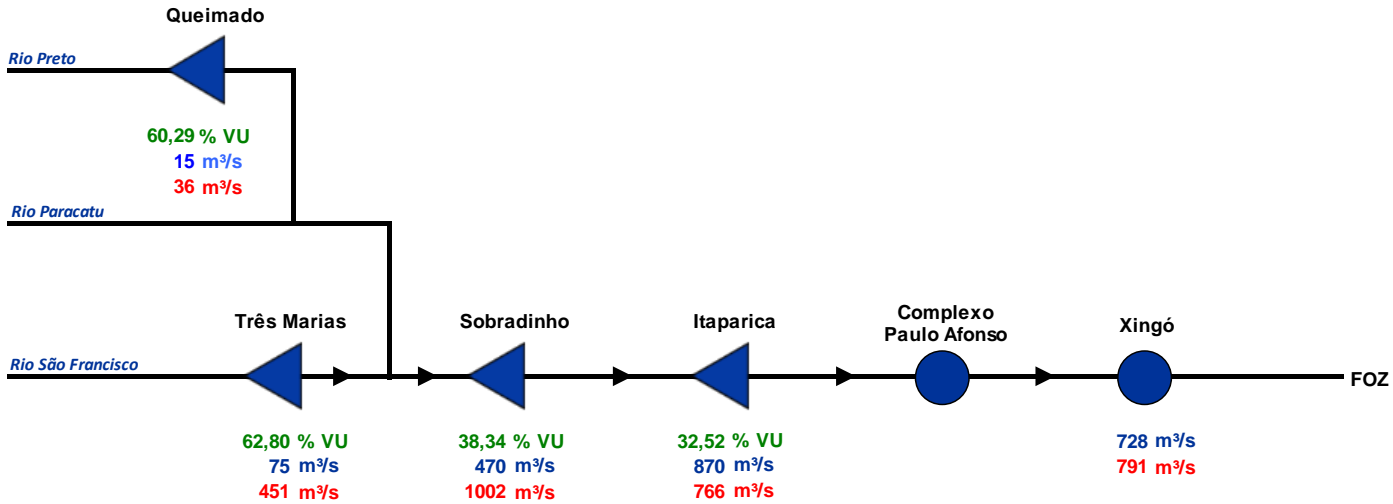 Queimado
Rio Preto
60,29 % VU
15 m³/s
36 m³/s
Rio Paracatu
Três Marias
Sobradinho
Itaparica
Complexo
Paulo Afonso
Xingó
Rio São Francisco
FOZ
62,80 % VU
75 m³/s
451 m³/s
38,34 % VU
470 m³/s
1002 m³/s
32,52 % VU
870 m³/s
766 m³/s
728 m³/s
791 m³/s